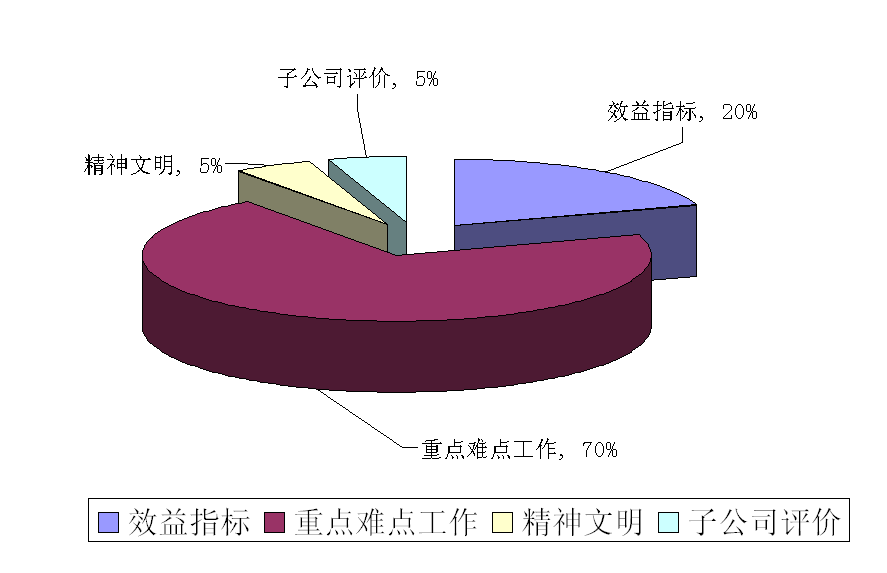 子公司评价, 5%
效益指标, 20%
精神文明, 5%
重点难点工作, 70%
效益指标 重点难点工作 精神文明 子公司评价